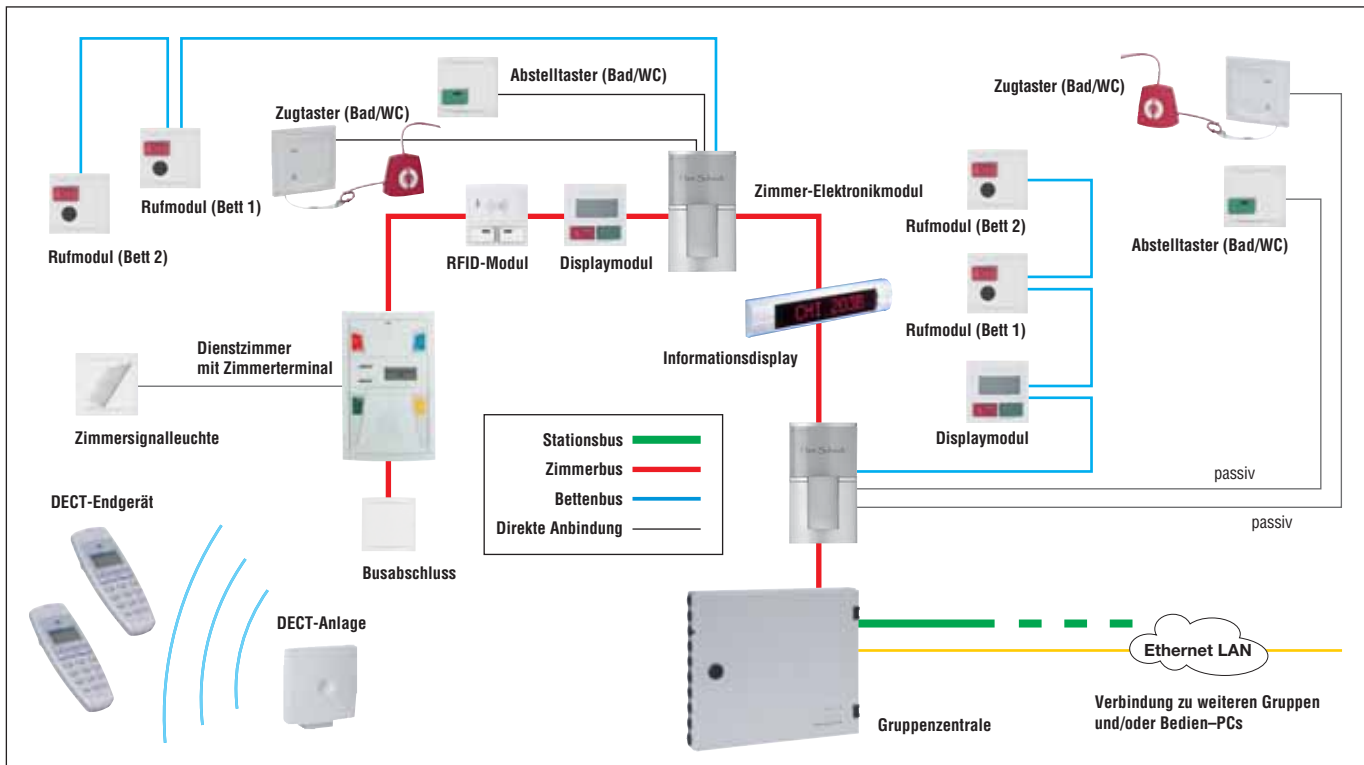 Abstelltaster (Bad/WC)
Zugtaster (Bad/WC)
Rufmodul (Bett 1)
Rufmodul (Bett 2)
RFID-Modul
Displaymodul
Zimmer-Elektronikmodul
Zugtaster (Bad/WC)
Rufmodul (Bett 2)
Abstelltaster (Bad/WC)
CHI 2036
Informationsdisplay
Rufmodul (Bett 1)
Displaymodul
Dienstzimmer
mit Zimmerterminal
Zimmersignalleuchte
Busabschluss
Stationsbus
Zimmerbus
Bettenbus
Direkte Anbindung
passiv
passiv
DECT-Endgerät
DECT-Anlage
Gruppenzentrale
Ethernet LAN
Verbindung zu weiteren Gruppen
und/oder Bedien–PCs